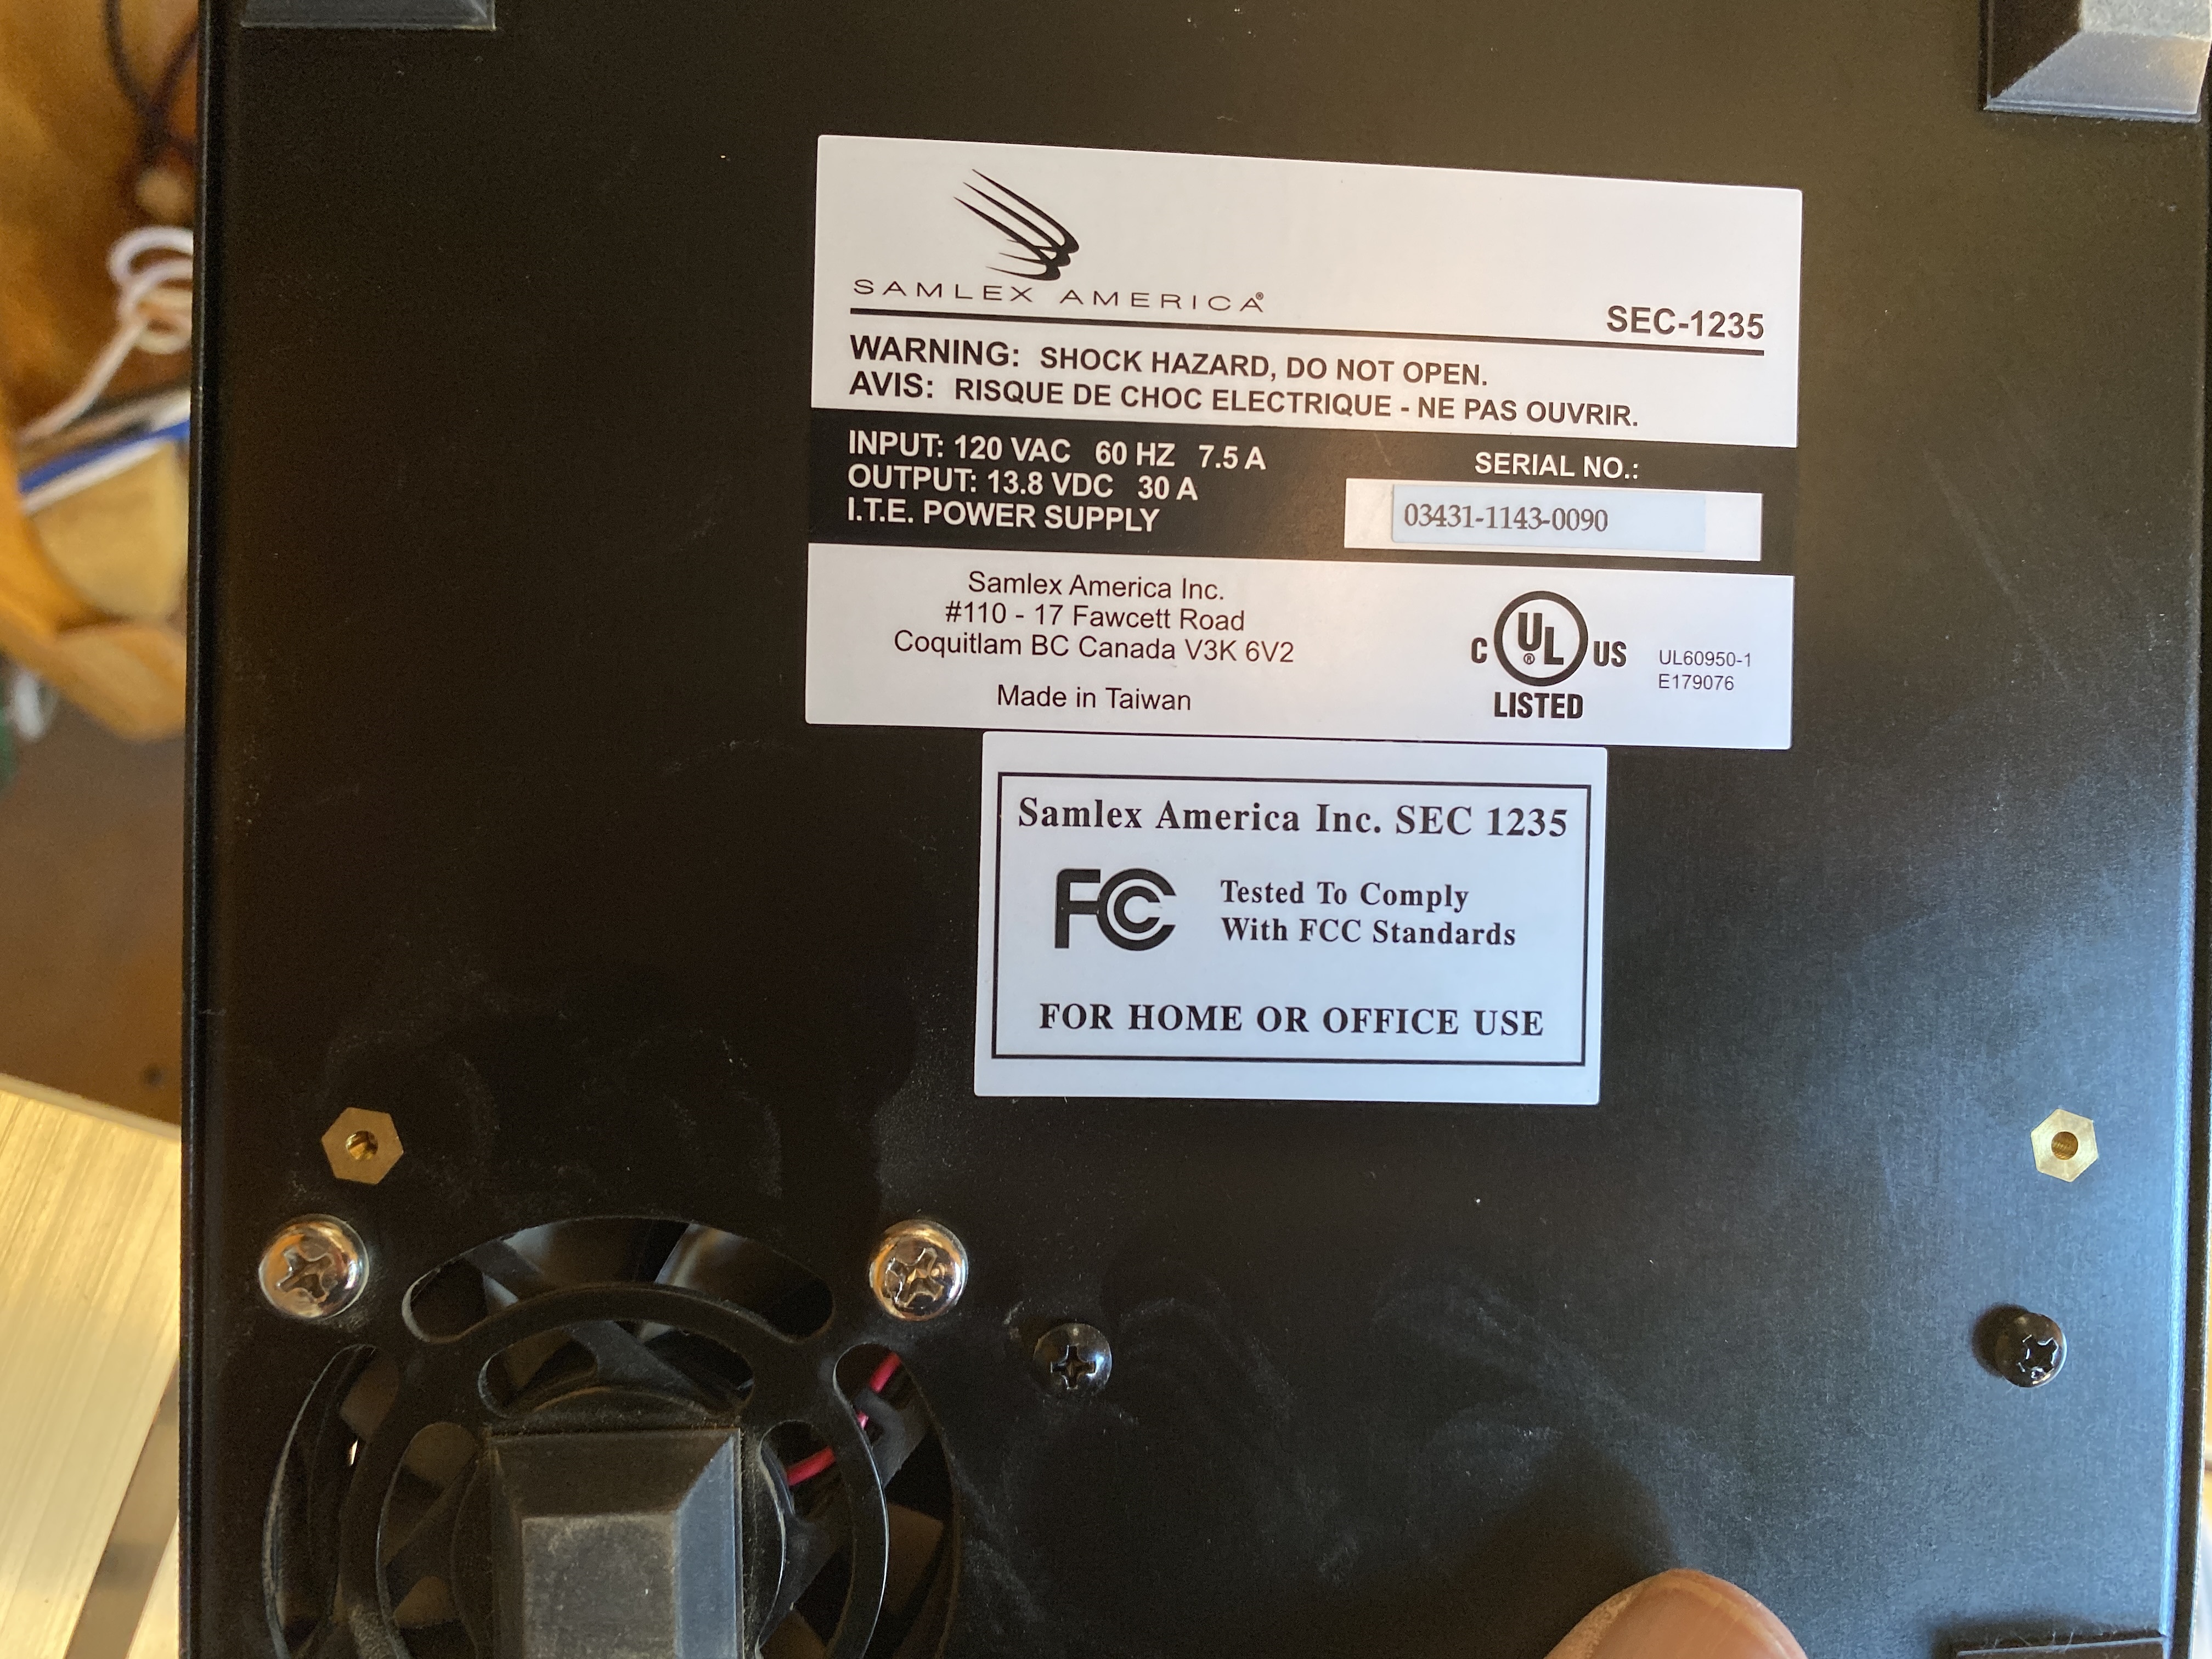 SAMLEX AMERICA®
SEC-1235
WARNING: SHOCK HAZARD, DO NOT OPEN.
AVIS: RISQUE DE CHOC ELECTRIQUE - NE PAS OUVRIR.
INPUT: 120 VAC 60 HZ 7.5 A
OUTPUT: 13.8 VDC 30 A
I.T.E. POWER SUPPLY
SERIAL NO.:
03431-1143-0090
Samlex America Inc.
#110 - 17 Fawcett Road
Coquitlam BC Canada V3K 6V2
Made in Taiwan
C UL® US
LISTED
UL60950-1
E179076
Samlex America Inc. SEC 1235
FC Tested To Comply
With FCC Standards
FOR HOME OR OFFICE USE